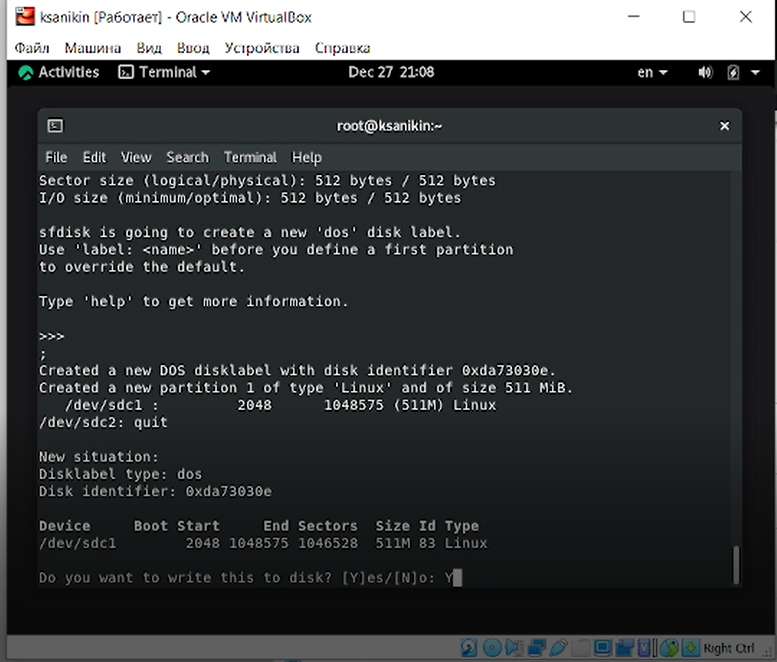 ksanikin [Работает] - Oracle VM VirtualBox
Файл Машина Вид Ввод Устройства Справка
Activities Terminal Dec 27 21:08 en
root@ksanikin:~
File Edit View Search Terminal Help
Sector size (logical/physical): 512 bytes / 512 bytes
I/O size (minimum/optimal): 512 bytes / 512 bytes
sfdisk is going to create a new 'dos' disk label.
Use 'label: <name>' before you define a first partition
to override the default.
Type 'help' to get more information.
>>>
;
Created a new DOS disklabel with disk identifier 0xda73030e.
Created a new partition 1 of type 'Linux' and of size 511 MiB.
/dev/sdc1 : 2048 1048575 (511M) Linux
/dev/sdc2: quit
New situation:
Disklabel type: dos
Disk identifier: 0xda73030e
Device Boot Start End Sectors Size Id Type
/dev/sdc1 2048 1048575 1046528 511M 83 Linux
Do you want to write this to disk? [Y]es/[N]o: Y
Right Ctrl